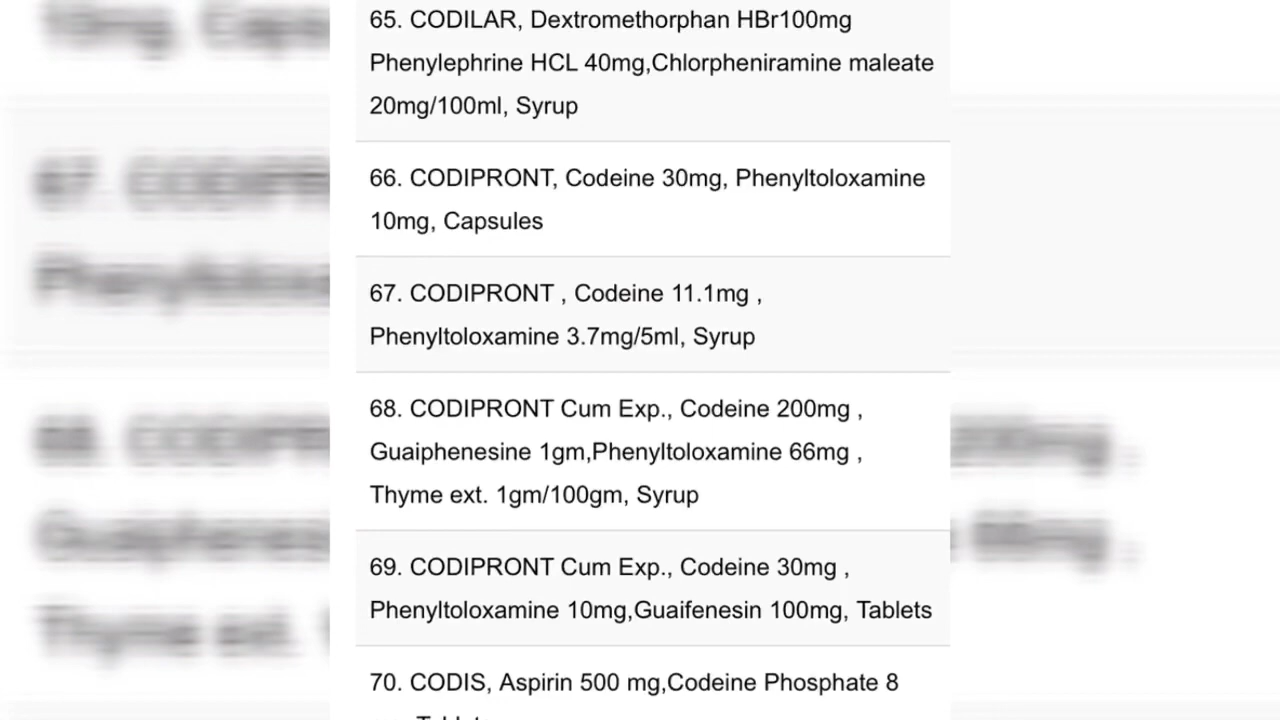 65. CODILAR, Dextromethorphan HBr100mg
Phenylephrine HCL 40mg,Chlorpheniramine maleate
20mg/100ml, Syrup
66. CODIPRONT, Codeine 30mg, Phenyltoloxamine
10mg, Capsules
67. CODIPRONT , Codeine 11.1mg ,
Phenyltoloxamine 3.7mg/5ml, Syrup
68. CODIPRONT Cum Exp., Codeine 200mg ,
Guaiphenesine 1gm,Phenyltoloxamine 66mg ,
Thyme ext. 1gm/100gm, Syrup
69. CODIPRONT Cum Exp., Codeine 30mg ,
Phenyltoloxamine 10mg,Guaifenesin 100mg, Tablets
70. CODIS, Aspirin 500 mg,Codeine Phosphate 8